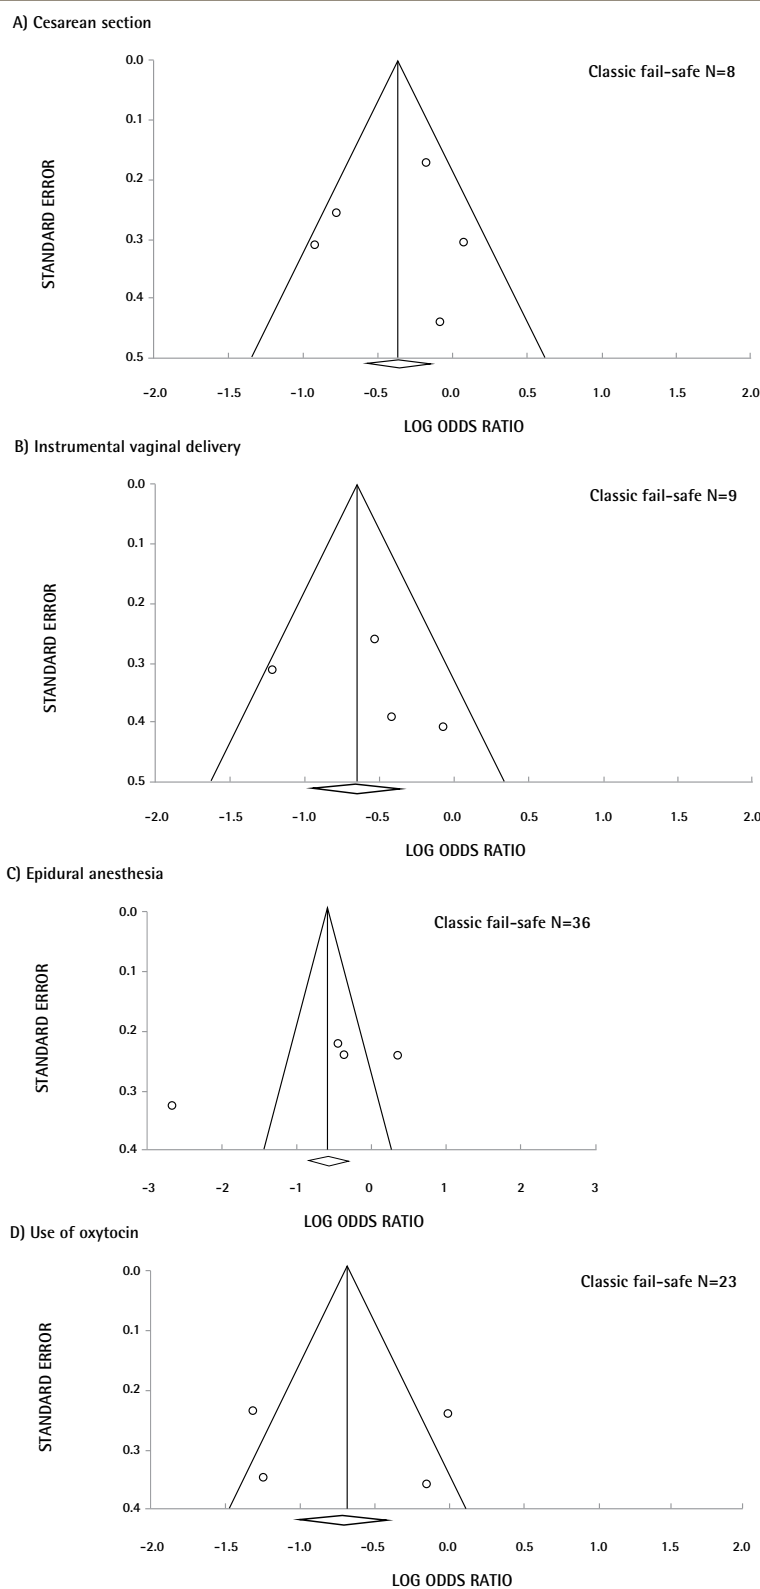 A) Cesarean section
Classic fail-safe N=8
STANDARD ERROR
0.0
0.1
0.2
0.3
0.4
0.5
-2.0 -1.5 -1.0 -0.5 0.0 0.5 1.0 1.5 2.0
LOG ODDS RATIO
B) Instrumental vaginal delivery
Classic fail-safe N=9
STANDARD ERROR
0.0
0.1
0.2
0.3
0.4
0.5
-2.0 -1.5 -1.0 -0.5 0.0 0.5 1.0 1.5 2.0
LOG ODDS RATIO
C) Epidural anesthesia
Classic fail-safe N=36
STANDARD ERROR
0.0
0.1
0.2
0.3
0.4
-3 -2 -1 0 1 2 3
LOG ODDS RATIO
D) Use of oxytocin
Classic fail-safe N=23
STANDARD ERROR
0.0
0.1
0.2
0.3
0.4
-2.0 -1.5 -1.0 -0.5 0.0 0.5 1.0 1.5 2.0
LOG ODDS RATIO